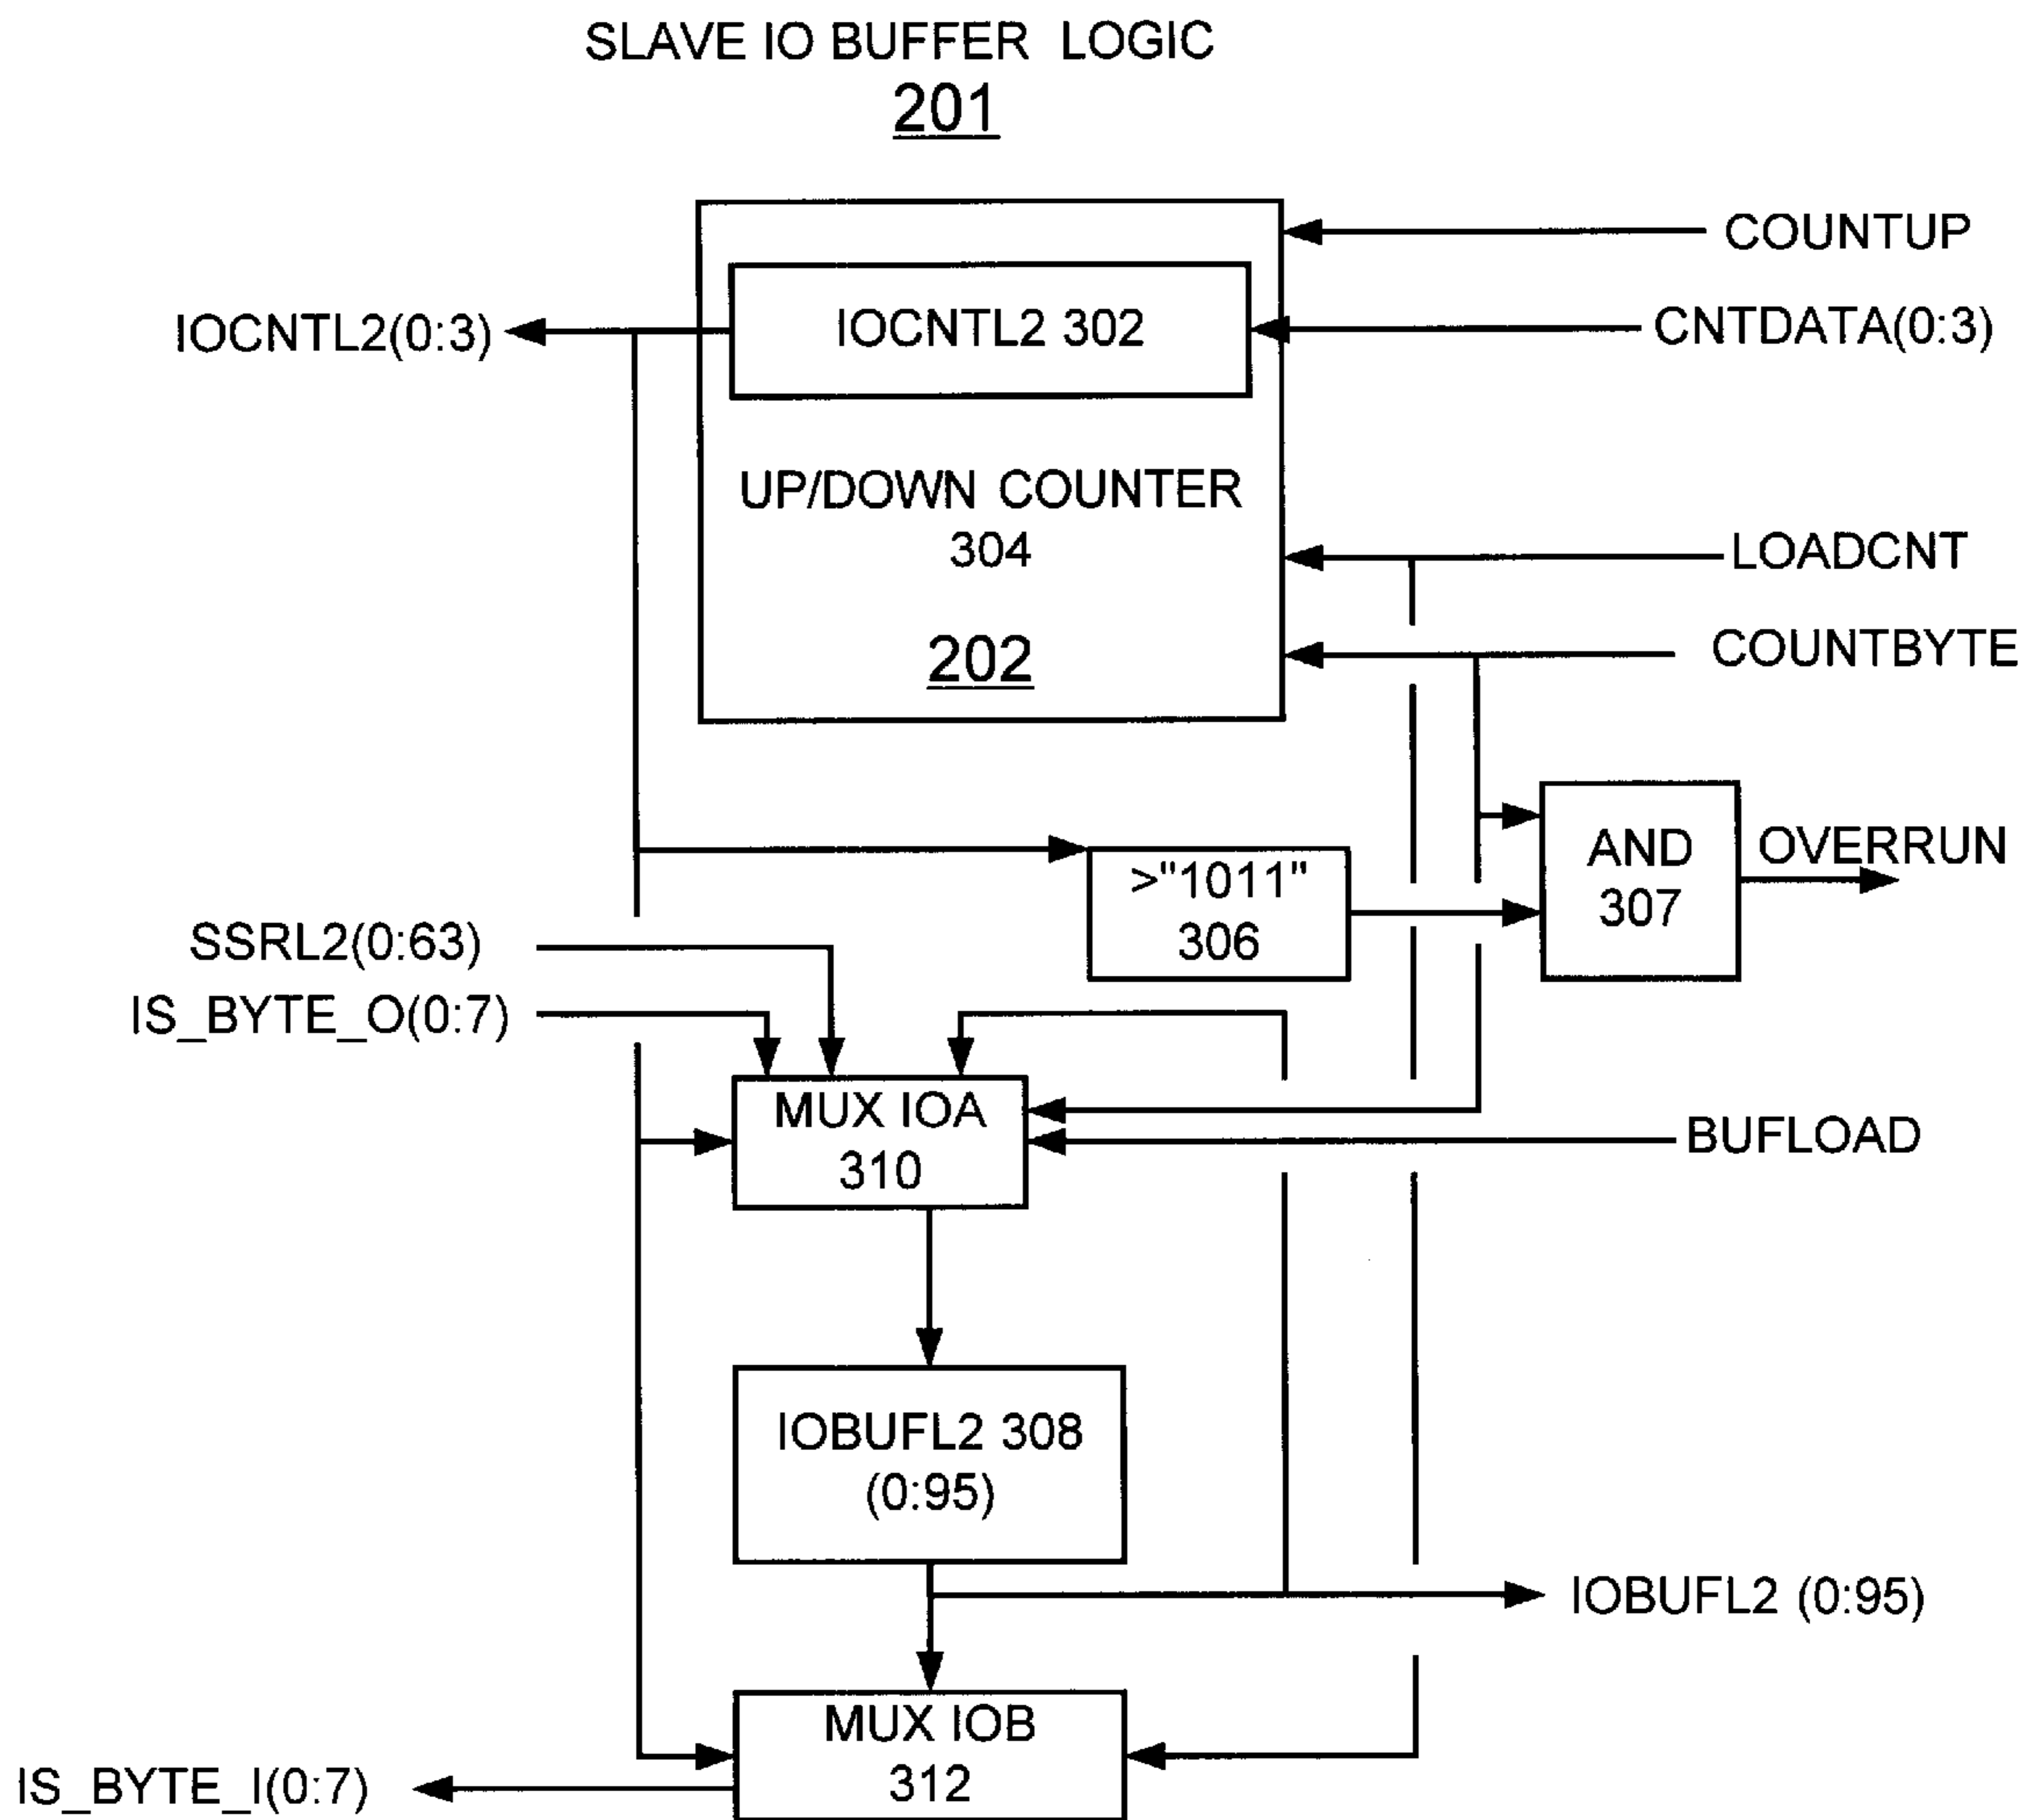 SLAVE IO BUFFER LOGIC
201
COUNTUP
IOCNTL2(0:3)
IOCNTL2 302
CNTDATA(0:3)
UP/DOWN COUNTER
304
LOADCNT
202
COUNTBYTE
>"1011"
306
AND
307
OVERRUN
SSRL2(0:63)
IS_BYTE_O(0:7)
MUX IOA
310
BUFLOAD
IOBUFL2 308
(0:95)
IOBUFL2 (0:95)
MUX IOB
312
IS_BYTE_I(0:7)